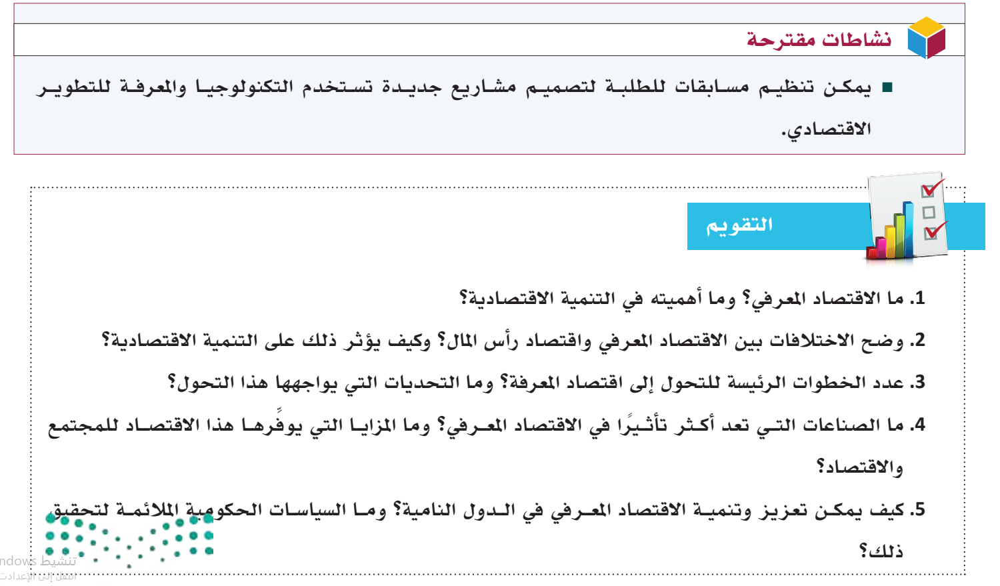 نشاطات مقترحة
■ يمكن تنظيم مسابقات للطلبة لتصميم مشاريع جديدة تستخدم التكنولوجيا والمعرفة للتطوير
الاقتصادي.
التقويم
1. ما الاقتصاد المعرفي؟ وما أهميته في التنمية الاقتصادية؟
2. وضح الاختلافات بين الاقتصاد المعرفي واقتصاد رأس المال؟ وكيف يؤثر ذلك على التنمية الاقتصادية؟
3. عدد الخطوات الرئيسة للتحول إلى اقتصاد المعرفة؟ وما التحديات التي يواجهها هذا التحول؟
4. ما الصناعات التي تعد أكثر تأثيرًا في الاقتصاد المعرفي؟ وما المزايا التي يوفِّرها هذا الاقتصاد للمجتمع
والاقتصاد؟
5. كيف يمكن تعزيز وتنمية الاقتصاد المعرفي في الدول النامية؟ وما السياسات الحكومية الملائمة لتحقيق
ذلك؟
تنشيط ndows
انتقل إلى الإعدادت